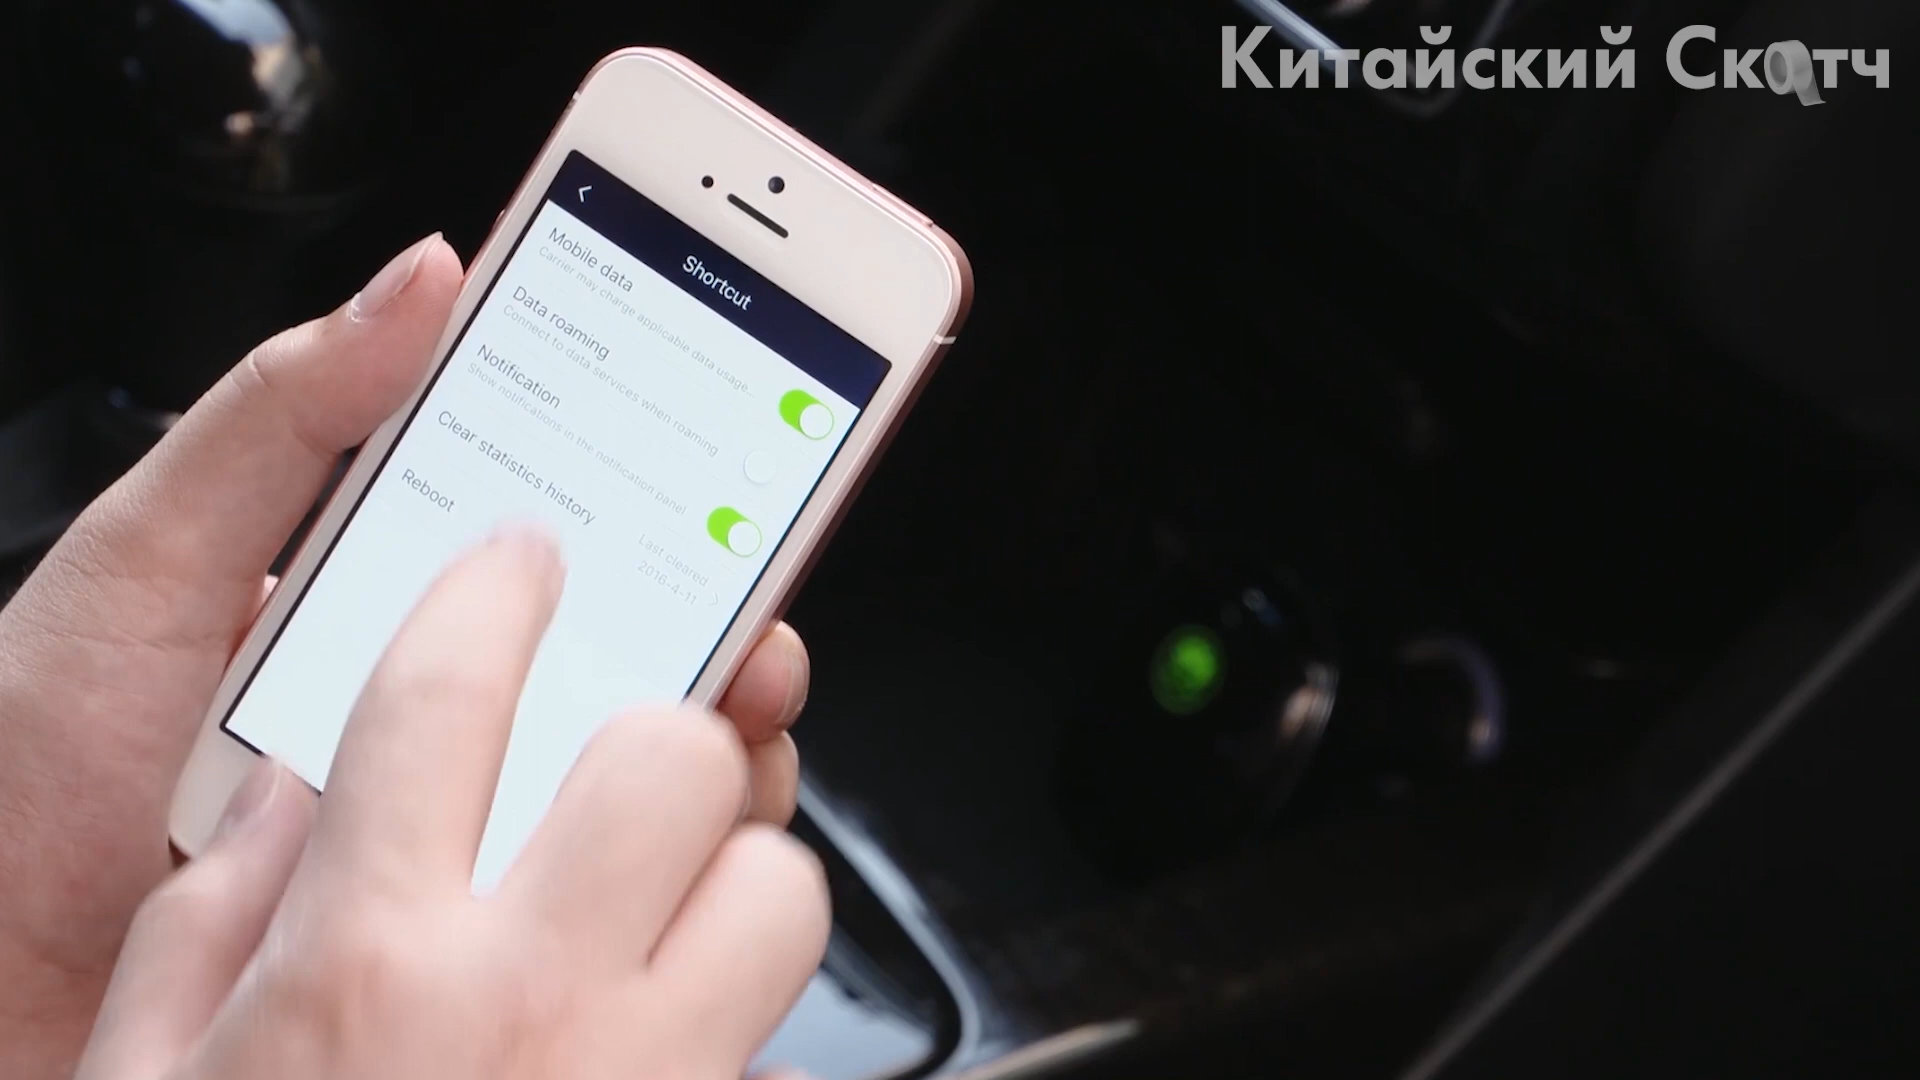 Китайский Скотч
Shortcut
Mobile data
Carrier may charge applicable data usage...
Data roaming
Connect to data services when roaming
Notification
Show notifications in the notification panel
Clear statistics history
Last cleared
2016-4-11
Reboot